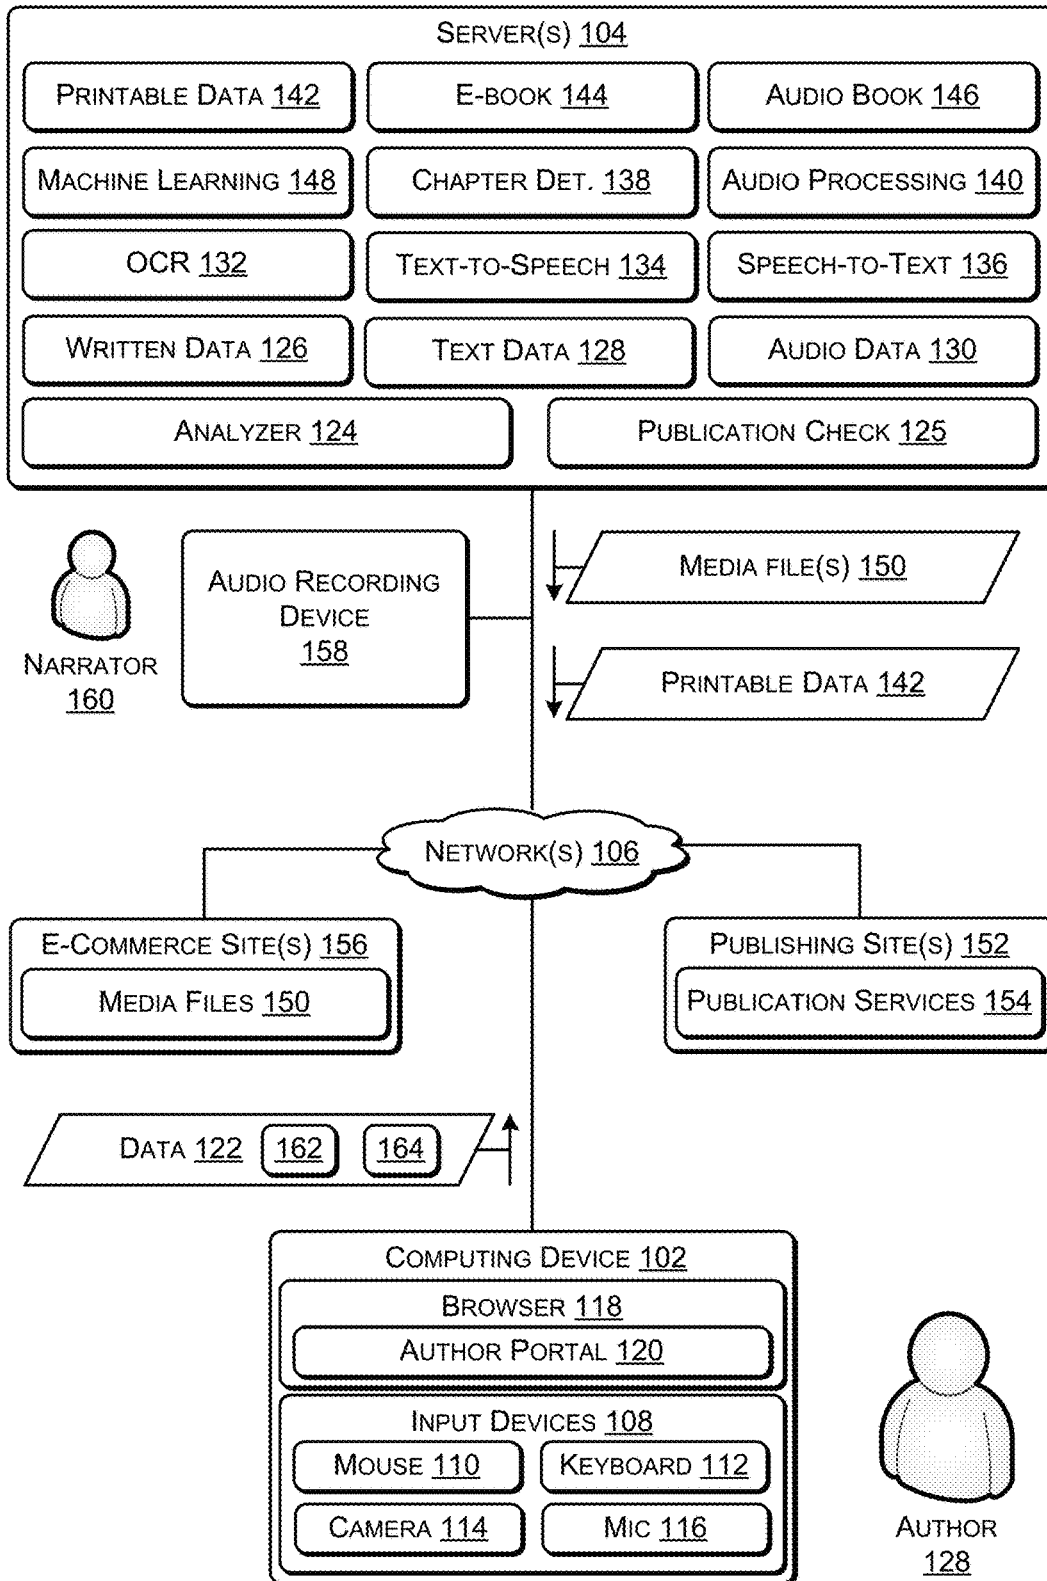 SERVER(S) 104
PRINTABLE DATA 142 E-BOOK 144 AUDIO BOOK 146
MACHINE LEARNING 148 CHAPTER DET. 138 AUDIO PROCESSING 140
OCR 132 TEXT-TO-SPEECH 134 SPEECH-TO-TEXT 136
WRITTEN DATA 126 TEXT DATA 128 AUDIO DATA 130
ANALYZER 124 PUBLICATION CHECK 125
NARRATOR
160
AUDIO RECORDING
DEVICE
158
MEDIA FILE(S) 150
PRINTABLE DATA 142
NETWORK(S) 106
E-COMMERCE SITE(S) 156
MEDIA FILES 150
PUBLISHING SITE(S) 152
PUBLICATION SERVICES 154
DATA 122 162 164
COMPUTING DEVICE 102
BROWSER 118
AUTHOR PORTAL 120
INPUT DEVICES 108
MOUSE 110 KEYBOARD 112
CAMERA 114 MIC 116
AUTHOR
128